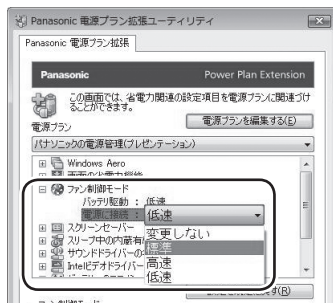 Panasonic 電源プラン拡張ユーティリティ
Panasonic 電源プラン拡張
Panasonic
Power Plan Extension
この画面では、省電力関連の設定項目を電源プランに関連づけ
ることができます。
電源プラン
電源プランを編集する(E)
パナソニックの電源管理(プレゼンテーション)
Windows Aero
画面の省電力機能
ファン制御モード
バッテリ駆動 : 低速
電源に接続 : 低速
スクリーンセーバー
変更しない
スリープ中の内蔵
標準
サウンドドライバーの
高速
Intelビデオドライバー
低速